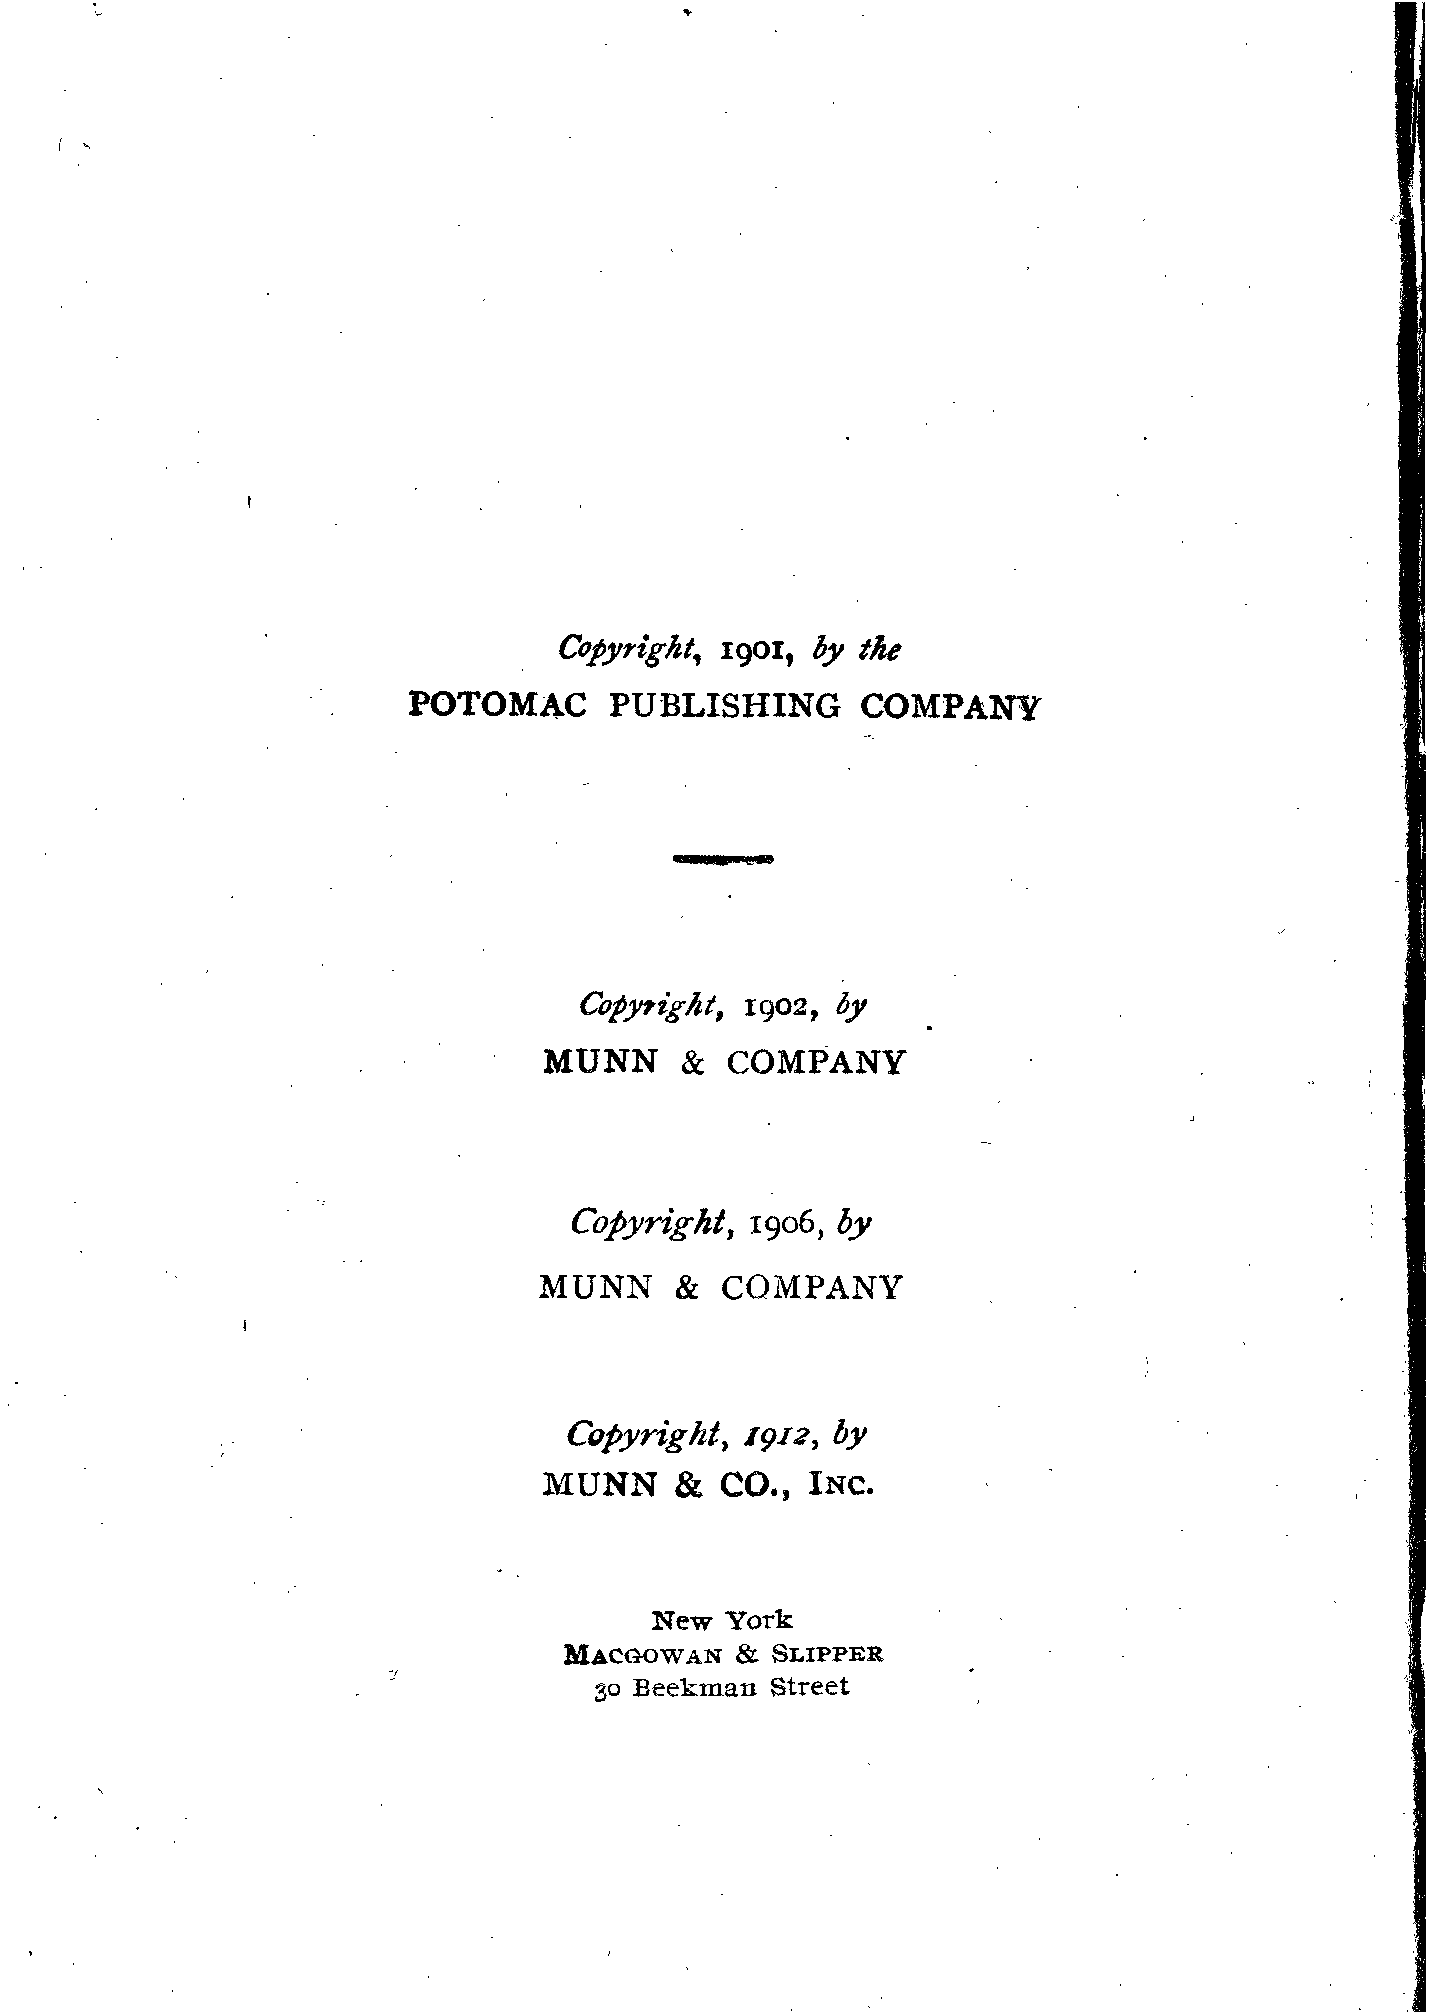 Copyright, 1901, by the
POTOMAC PUBLISHING COMPANY
Copyright, 1902, by
MUNN & COMPANY
Copyright, 1906, by
MUNN & COMPANY
Copyright, 1912, by
MUNN & CO., INC.
New York
MACGOWAN & SLIPPER
30 Beekman Street